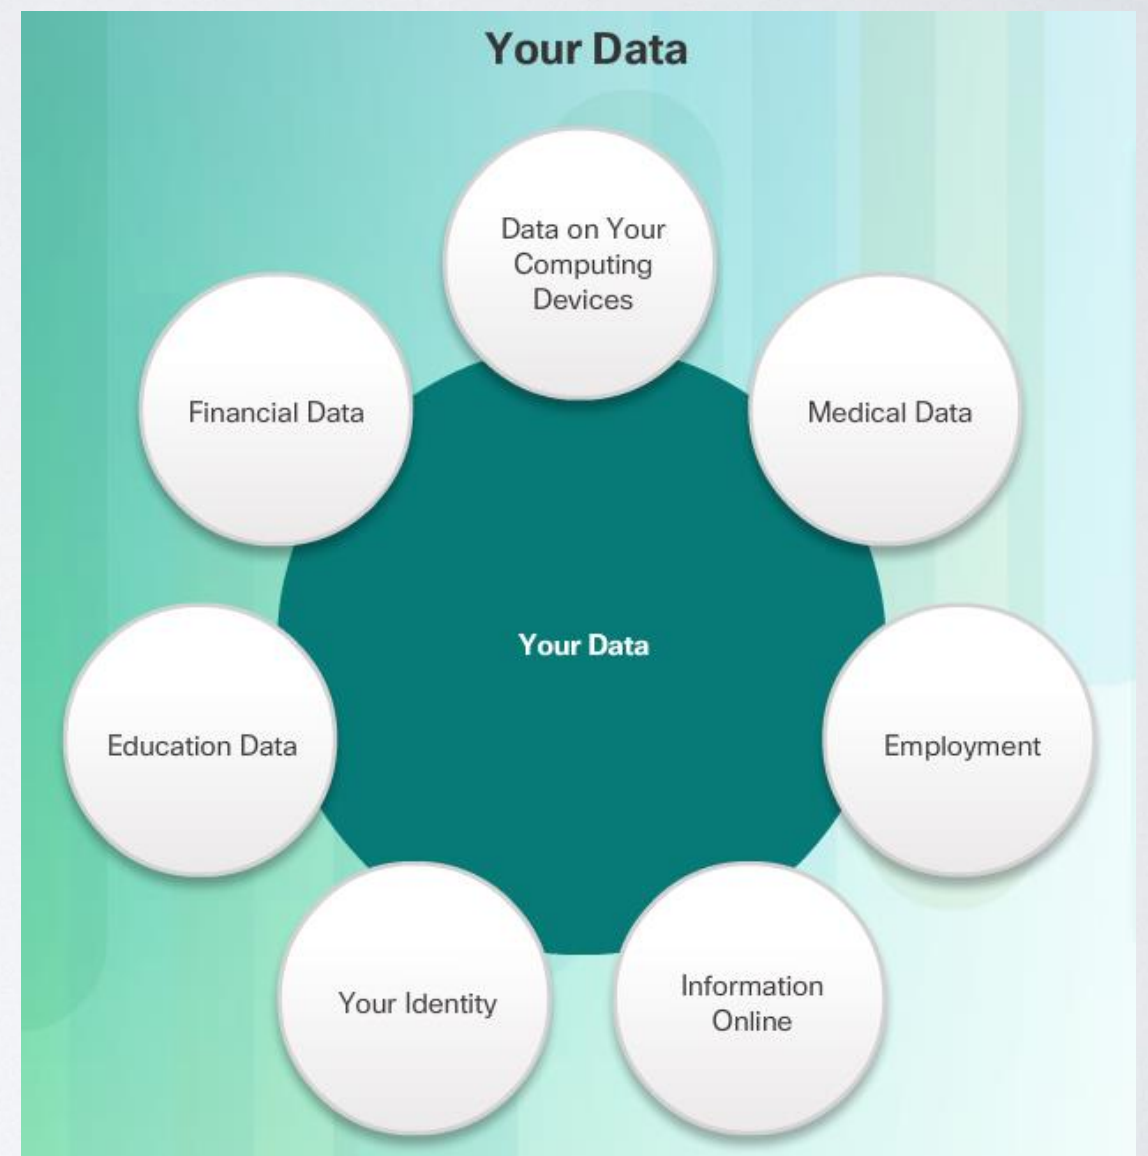 Your Data
Data on Your
Computing
Devices
Financial Data
Medical Data
Your Data
Education Data
Employment
Your Identity
Information
Online